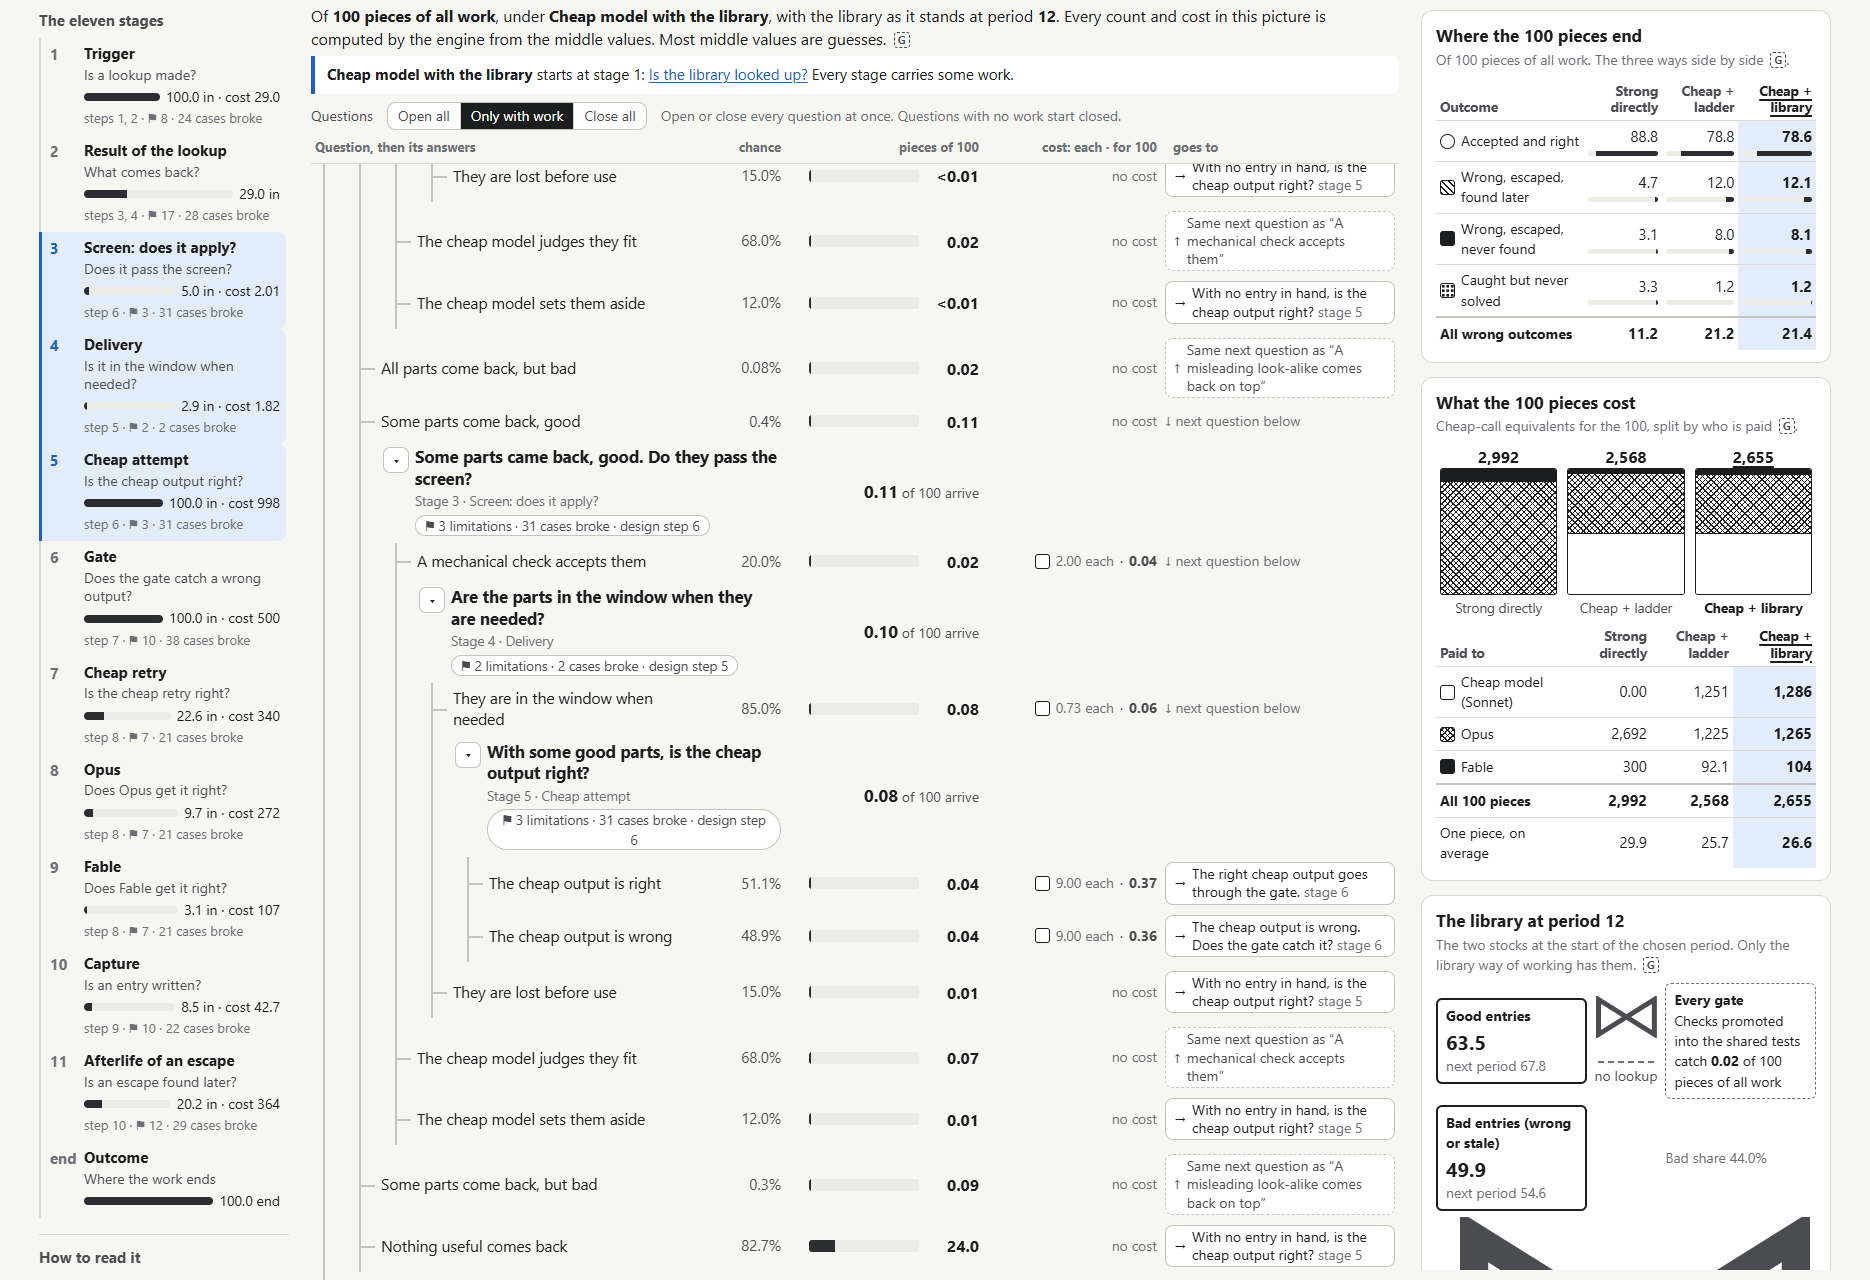 The eleven stages
1 Trigger
Is a lookup made?
100.0 in · cost 29.0
steps 1, 2 · ⚑ 8 · 24 cases broke
2 Result of the lookup
What comes back?
29.0 in
steps 3, 4 · ⚑ 17 · 28 cases broke
3 Screen: does it apply?
Does it pass the screen?
5.0 in · cost 2.01
step 6 · ⚑ 3 · 31 cases broke
4 Delivery
Is it in the window when
needed?
2.9 in · cost 1.82
step 5 · ⚑ 2 · 2 cases broke
5 Cheap attempt
Is the cheap output right?
100.0 in · cost 998
step 6 · ⚑ 3 · 31 cases broke
6 Gate
Does the gate catch a wrong
output?
100.0 in · cost 500
step 7 · ⚑ 10 · 38 cases broke
7 Cheap retry
Is the cheap retry right?
22.6 in · cost 340
step 8 · ⚑ 7 · 21 cases broke
8 Opus
Does Opus get it right?
9.7 in · cost 272
step 8 · ⚑ 7 · 21 cases broke
9 Fable
Does Fable get it right?
3.1 in · cost 107
step 8 · ⚑ 7 · 21 cases broke
10 Capture
Is an entry written?
8.5 in · cost 42.7
step 9 · ⚑ 10 · 22 cases broke
11 Afterlife of an escape
Is an escape found later?
20.2 in · cost 364
step 10 · ⚑ 12 · 29 cases broke
end Outcome
Where the work ends
100.0 end
How to read it
Of 100 pieces of all work, under Cheap model with the library, with the library as it stands at period 12. Every count and cost in this picture is
computed by the engine from the middle values. Most middle values are guesses. G
Cheap model with the library starts at stage 1: Is the library looked up? Every stage carries some work.
Questions Open all Only with work Close all Open or close every question at once. Questions with no work start closed.
Question, then its answers chance pieces of 100 cost: each · for 100 goes to
They are lost before use 15.0% <0.01 no cost → With no entry in hand, is the
cheap output right? stage 5
The cheap model judges they fit 68.0% 0.02 no cost ↑ Same next question as “A
mechanical check accepts
them”
The cheap model sets them aside 12.0% <0.01 no cost → With no entry in hand, is the
cheap output right? stage 5
All parts come back, but bad 0.08% 0.02 no cost ↑ Same next question as “A
misleading look-alike comes
back on top”
Some parts come back, good 0.4% 0.11 no cost ↓ next question below
Some parts came back, good. Do they pass the
screen?
Stage 3 · Screen: does it apply?
0.11 of 100 arrive
⚑ 3 limitations · 31 cases broke · design step 6
A mechanical check accepts them 20.0% 0.02 2.00 each · 0.04 ↓ next question below
Are the parts in the window when they
are needed?
Stage 4 · Delivery
0.10 of 100 arrive
⚑ 2 limitations · 2 cases broke · design step 5
They are in the window when
needed 85.0% 0.08 0.73 each · 0.06 ↓ next question below
With some good parts, is the cheap
output right?
Stage 5 · Cheap attempt
0.08 of 100 arrive
⚑ 3 limitations · 31 cases broke · design step
6
The cheap output is right 51.1% 0.04 9.00 each · 0.37 → The right cheap output goes
through the gate. stage 6
The cheap output is wrong 48.9% 0.04 9.00 each · 0.36 → The cheap output is wrong.
Does the gate catch it? stage 6
They are lost before use 15.0% 0.01 no cost → With no entry in hand, is the
cheap output right? stage 5
The cheap model judges they fit 68.0% 0.07 no cost ↑ Same next question as “A
mechanical check accepts
them”
The cheap model sets them aside 12.0% 0.01 no cost → With no entry in hand, is the
cheap output right? stage 5
Some parts come back, but bad 0.3% 0.09 no cost ↑ Same next question as “A
misleading look-alike comes
back on top”
Nothing useful comes back 82.7% 24.0 no cost → With no entry in hand, is the
cheap output right? stage 5
Where the 100 pieces end
Of 100 pieces of all work. The three ways side by side G.
Outcome Strong directly Cheap + ladder Cheap + library
Accepted and right 88.8 78.8 78.6
Wrong, escaped,
found later 4.7 12.0 12.1
Wrong, escaped,
never found 3.1 8.0 8.1
Caught but never
solved 3.3 1.2 1.2
All wrong outcomes 11.2 21.2 21.4
What the 100 pieces cost
Cheap-call equivalents for the 100, split by who is paid G.
2,992 2,568 2,655
Strong directly Cheap + ladder Cheap + library
Paid to Strong directly Cheap + ladder Cheap + library
Cheap model
(Sonnet) 0.00 1,251 1,286
Opus 2,692 1,225 1,265
Fable 300 92.1 104
All 100 pieces 2,992 2,568 2,655
One piece, on
average 29.9 25.7 26.6
The library at period 12
The two stocks at the start of the chosen period. Only the
library way of working has them. G
Good entries
63.5
next period 67.8
no lookup
Every gate
Checks promoted
into the shared tests
catch 0.02 of 100
pieces of all work
Bad entries (wrong
or stale)
49.9
next period 54.6
Bad share 44.0%